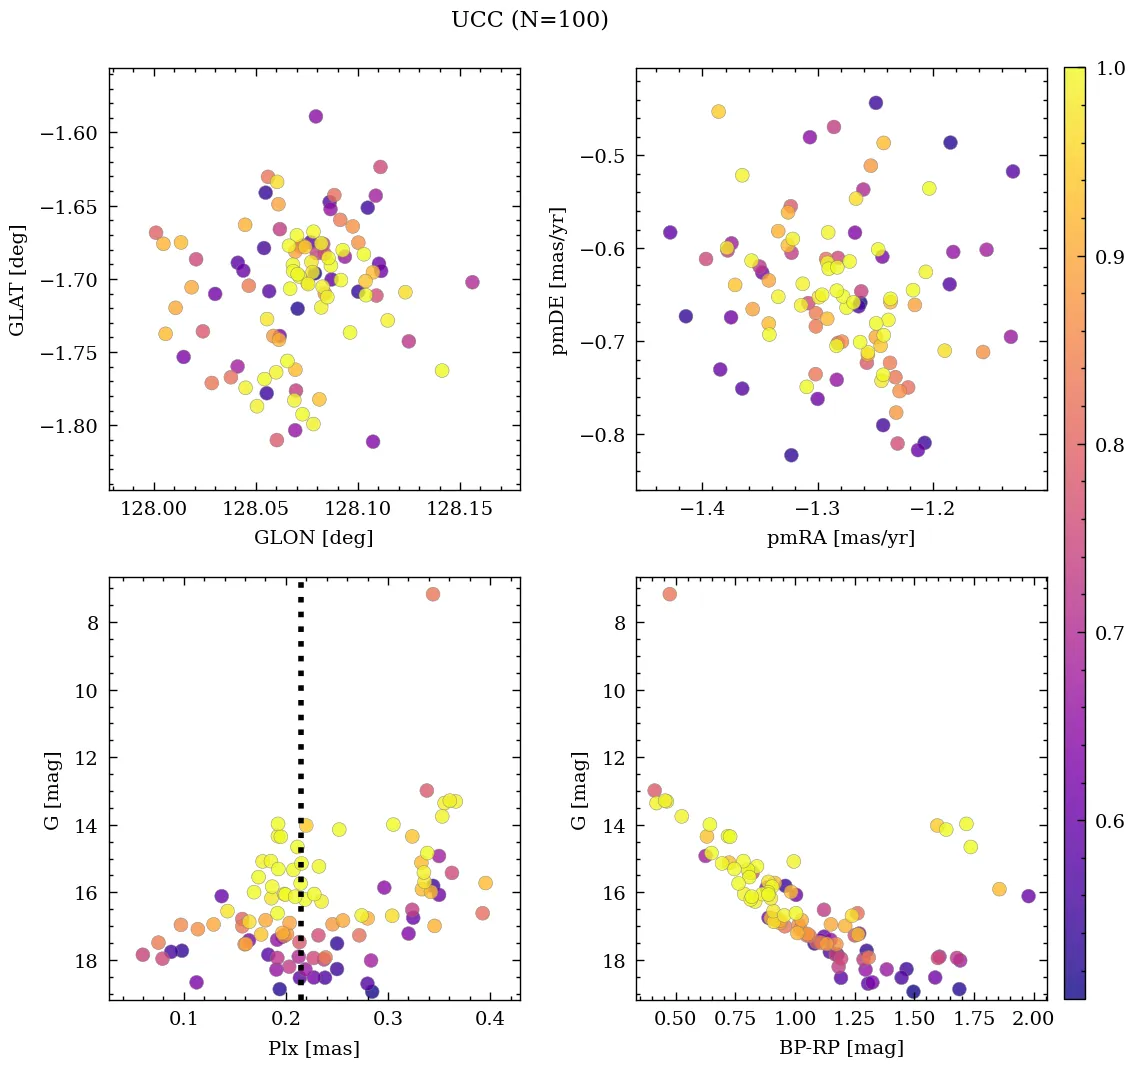 UCC (N=100)
−1.60
−1.65
−1.70
−1.75
−1.80
GLAT [deg]
128.00 128.05 128.10 128.15
GLON [deg]
−0.5
−0.6
−0.7
−0.8
pmDE [mas/yr]
−1.4 −1.3 −1.2
pmRA [mas/yr]
8
10
12
14
16
18
G [mag]
0.1 0.2 0.3 0.4
Plx [mas]
8
10
12
14
16
18
G [mag]
0.50 0.75 1.00 1.25 1.50 1.75 2.00
BP-RP [mag]
1.0
0.9
0.8
0.7
0.6